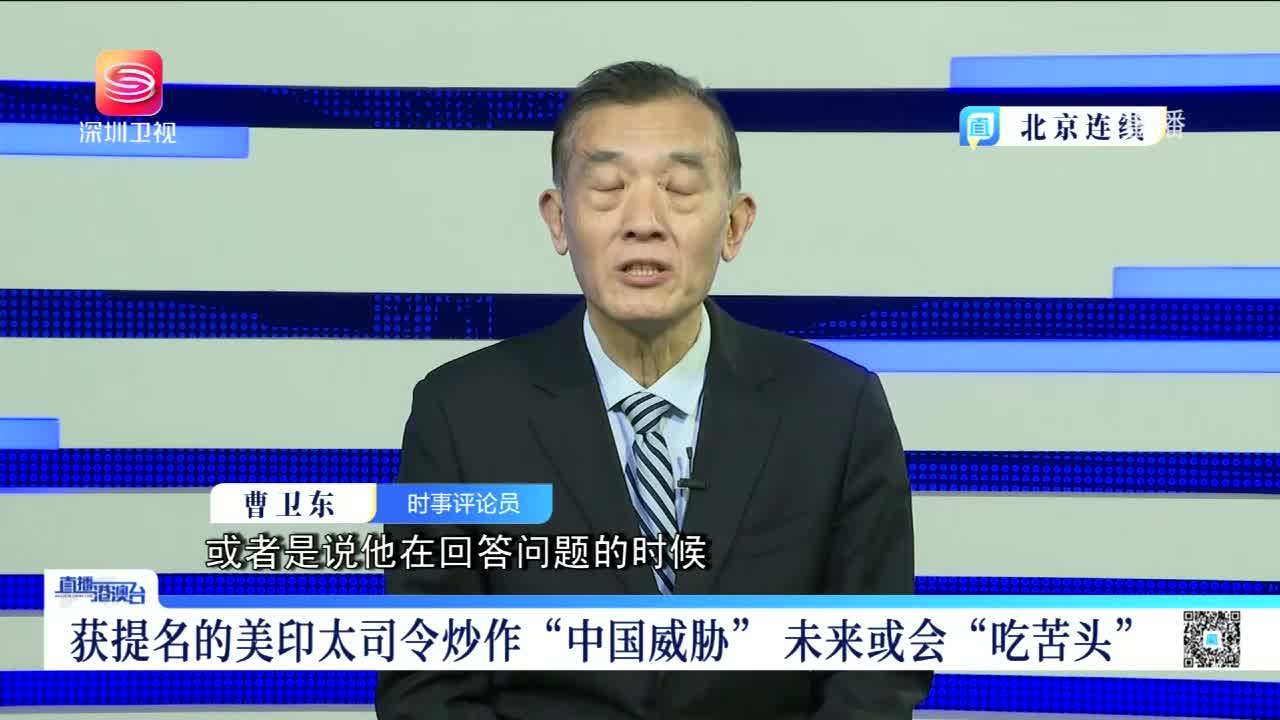 深圳卫视
直 北京连线
播
曹卫东 时事评论员
或者是说他在回答问题的时候
直播港澳台
获提名的美印太司令炒作“中国威胁” 未来或会“吃苦头”